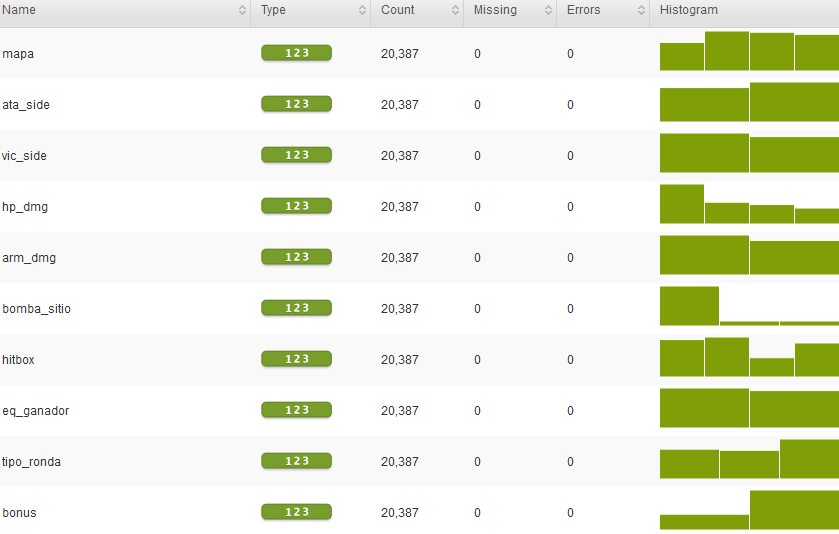 Name Type Count Missing Errors Histogram
mapa 123 20,387 0 0
ata_side 123 20,387 0 0
vic_side 123 20,387 0 0
hp_dmg 123 20,387 0 0
arm_dmg 123 20,387 0 0
bomba_sitio 123 20,387 0 0
hitbox 123 20,387 0 0
eq_ganador 123 20,387 0 0
tipo_ronda 123 20,387 0 0
bonus 123 20,387 0 0